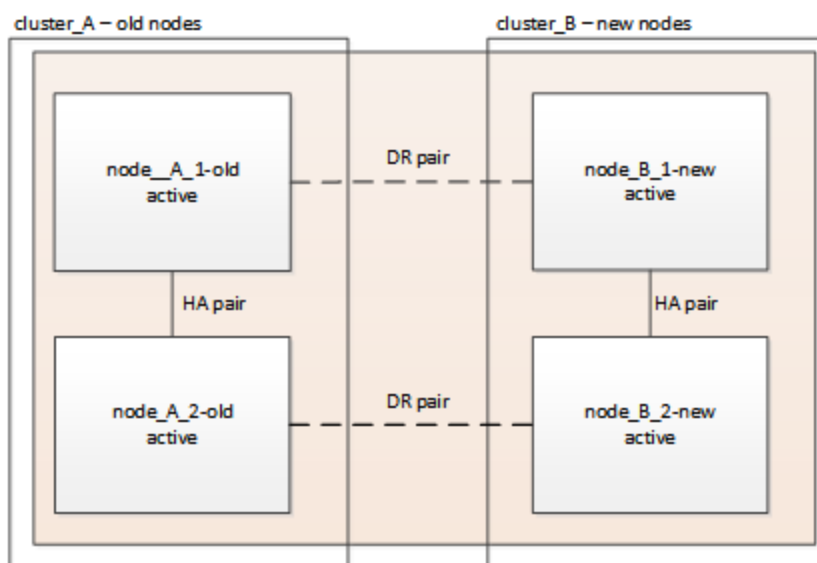 cluster_A – old nodes
cluster_B – new nodes
node__A_1-old
active
DR pair
node_B_1-new
active
HA pair
HA pair
node_A_2-old
active
DR pair
node_B_2-new
active